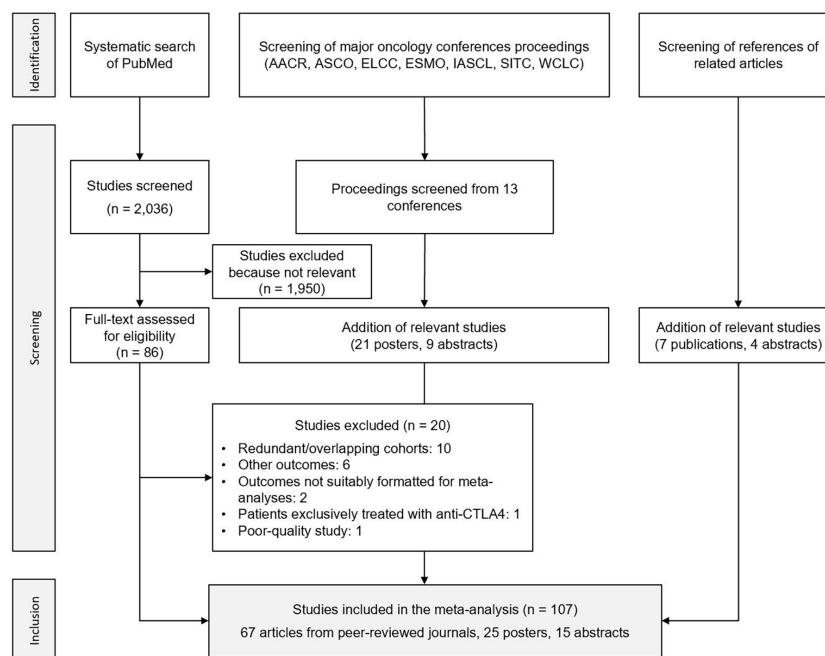 Identification
Systematic search
of PubMed
Screening of major oncology conferences proceedings
(AACR, ASCO, ELCC, ESMO, IASCL, SITC, WCLC)
Screening of references of
related articles
Screening
Studies screened
(n = 2,036)
Proceedings screened from 13
conferences
Studies excluded
because not relevant
(n = 1,950)
Full-text assessed
for eligibility
(n = 86)
Addition of relevant studies
(21 posters, 9 abstracts)
Addition of relevant studies
(7 publications, 4 abstracts)
Studies excluded (n = 20)
• Redundant/overlapping cohorts: 10
• Other outcomes: 6
• Outcomes not suitably formatted for meta-
analyses: 2
• Patients exclusively treated with anti-CTLA4: 1
• Poor-quality study: 1
Inclusion
Studies included in the meta-analysis (n = 107)
67 articles from peer-reviewed journals, 25 posters, 15 abstracts